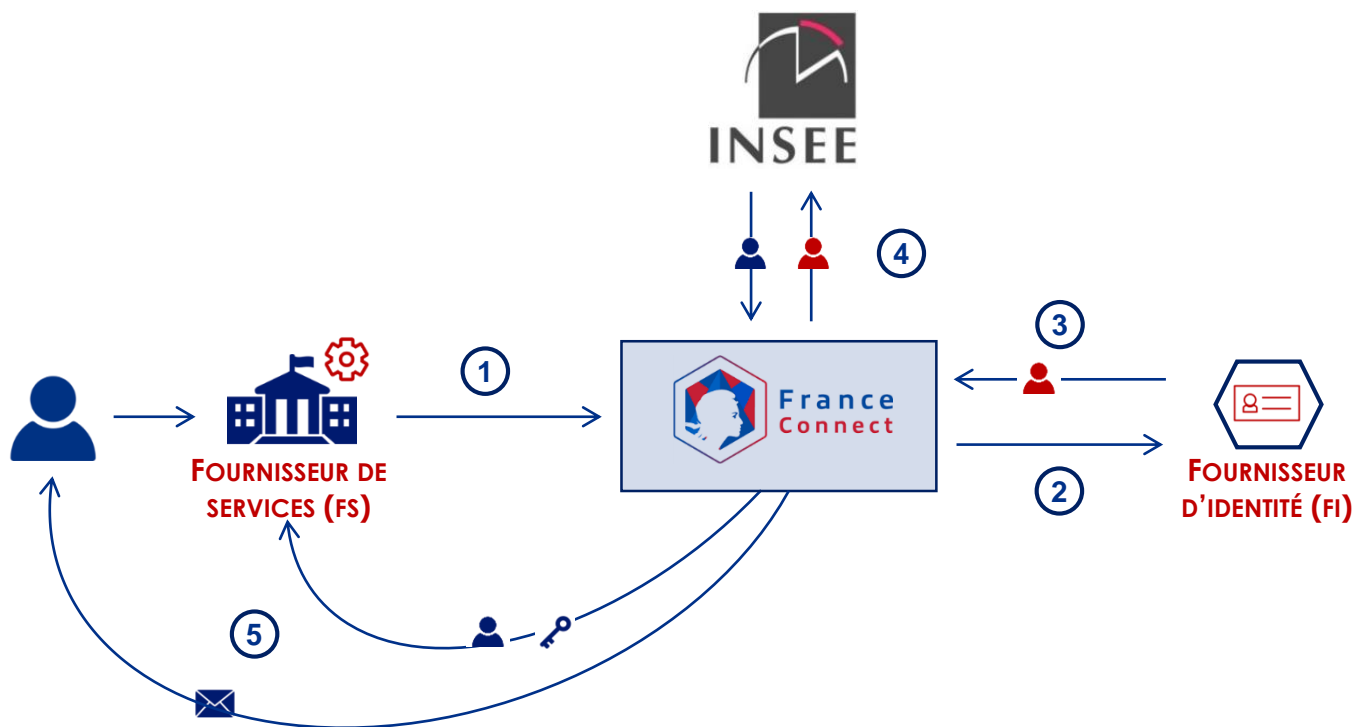 INSEE
4
3
1
France
Connect
FOURNISSEUR DE
SERVICES (FS)
2
FOURNISSEUR
D'IDENTITÉ (FI)
5